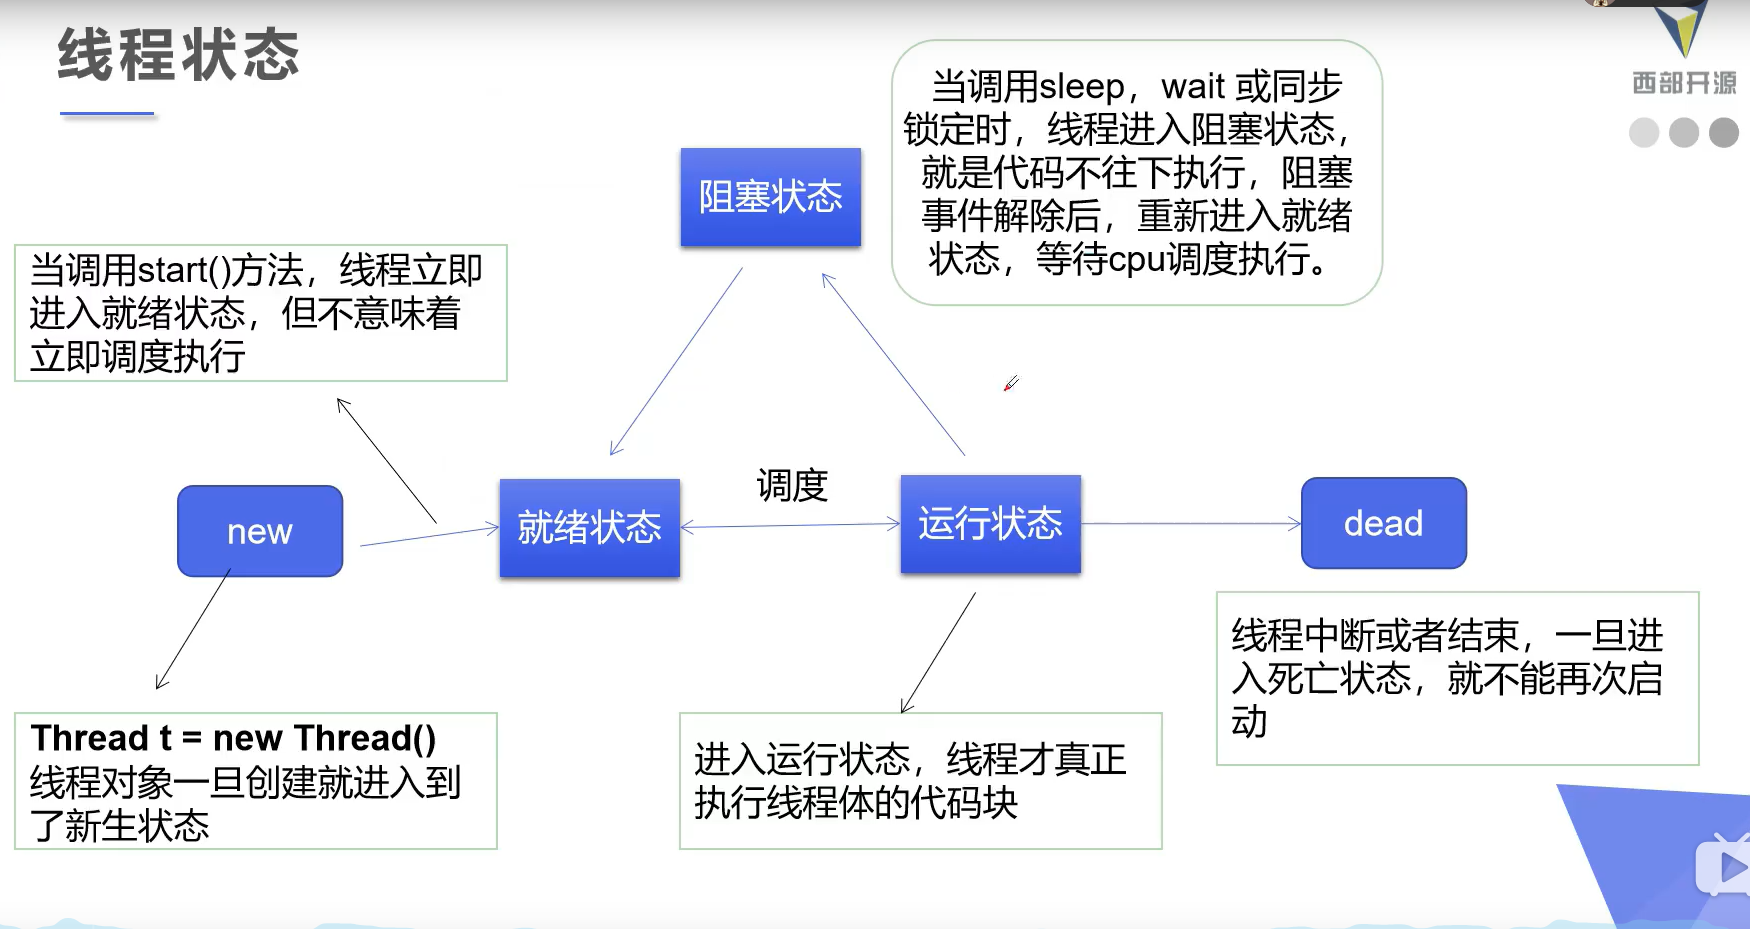 线程状态
西部开源
当调用sleep，wait 或同步
锁定时，线程进入阻塞状态，
就是代码不往下执行，阻塞
事件解除后，重新进入就绪
状态，等待cpu调度执行。
阻塞状态
当调用start()方法，线程立即
进入就绪状态，但不意味着
立即调度执行
调度
new
就绪状态
运行状态
dead
线程中断或者结束，一旦进
入死亡状态，就不能再次启
动
Thread t = new Thread()
线程对象一旦创建就进入到
了新生状态
进入运行状态，线程才真正
执行线程体的代码块